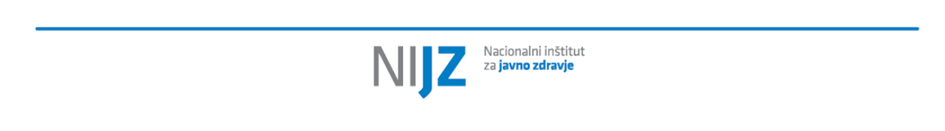 NIJZ
Nacionalni inštitut
za javno zdravje